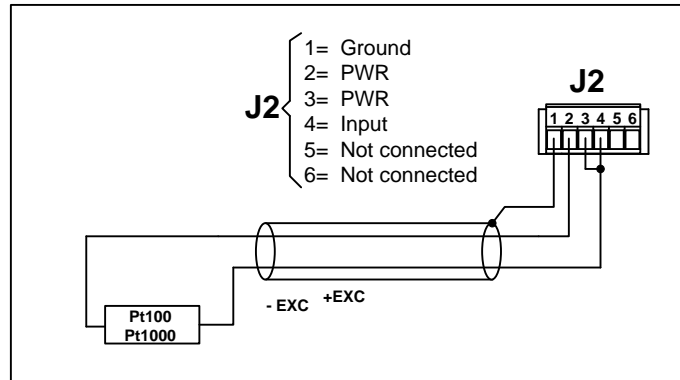 J2
1= Ground
2= PWR
3= PWR
4= Input
5= Not connected
6= Not connected
J2
1 2 3 4 5 6
- EXC +EXC
Pt100
Pt1000